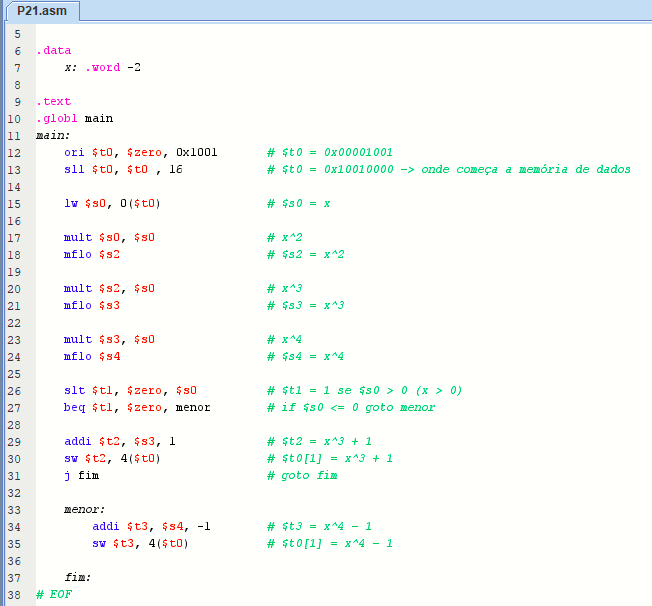 P21.asm
5
6 .data
7 x: .word -2
8
9 .text
10 .globl main
11 main:
12 ori $t0, $zero, 0x1001 # $t0 = 0x00001001
13 sll $t0, $t0 , 16 # $t0 = 0x10010000 -> onde começa a memória de dados
14
15 lw $s0, 0($t0) # $s0 = x
16
17 mult $s0, $s0 # x^2
18 mflo $s2 # $s2 = x^2
19
20 mult $s2, $s0 # x^3
21 mflo $s3 # $s3 = x^3
22
23 mult $s3, $s0 # x^4
24 mflo $s4 # $s4 = x^4
25
26 slt $t1, $zero, $s0 # $t1 = 1 se $s0 > 0 (x > 0)
27 beq $t1, $zero, menor # if $s0 <= 0 goto menor
28
29 addi $t2, $s3, 1 # $t2 = x^3 + 1
30 sw $t2, 4($t0) # $t0[1] = x^3 + 1
31 j fim # goto fim
32
33 menor:
34 addi $t3, $s4, -1 # $t3 = x^4 - 1
35 sw $t3, 4($t0) # $t0[1] = x^4 - 1
36
37 fim:
38 # EOF